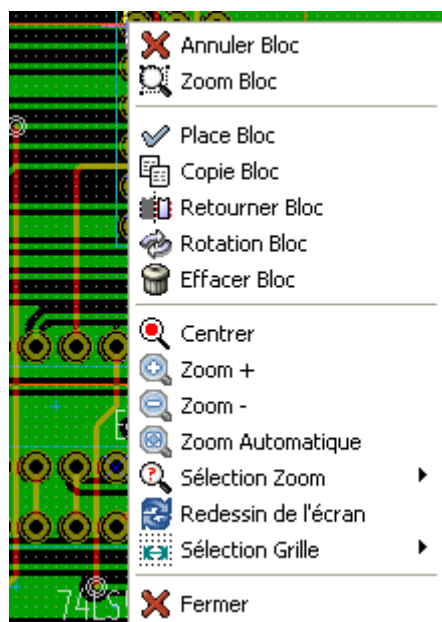 Annuler Bloc
Zoom Bloc
Place Bloc
Copie Bloc
Retourner Bloc
Rotation Bloc
Effacer Bloc
Centrer
Zoom +
Zoom -
Zoom Automatique
Sélection Zoom
Redessin de l'écran
Sélection Grille
Fermer
74LS